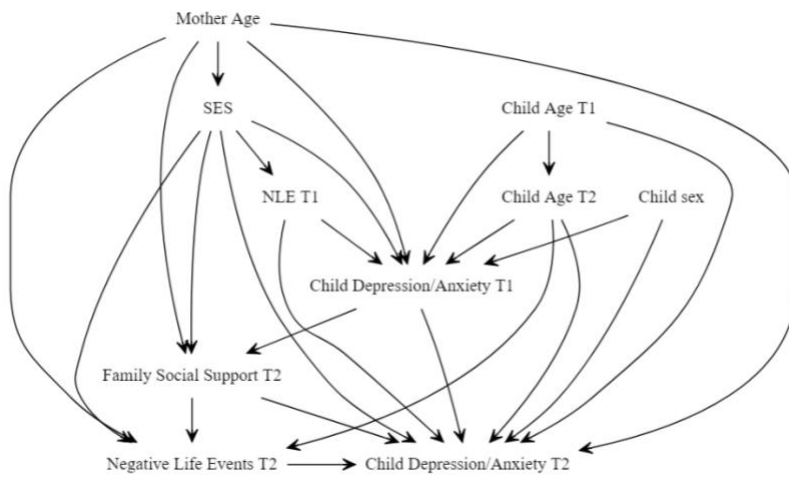 Mother Age
SES
Child Age T1
NLE T1
Child Age T2
Child sex
Child Depression/Anxiety T1
Family Social Support T2
Negative Life Events T2
Child Depression/Anxiety T2